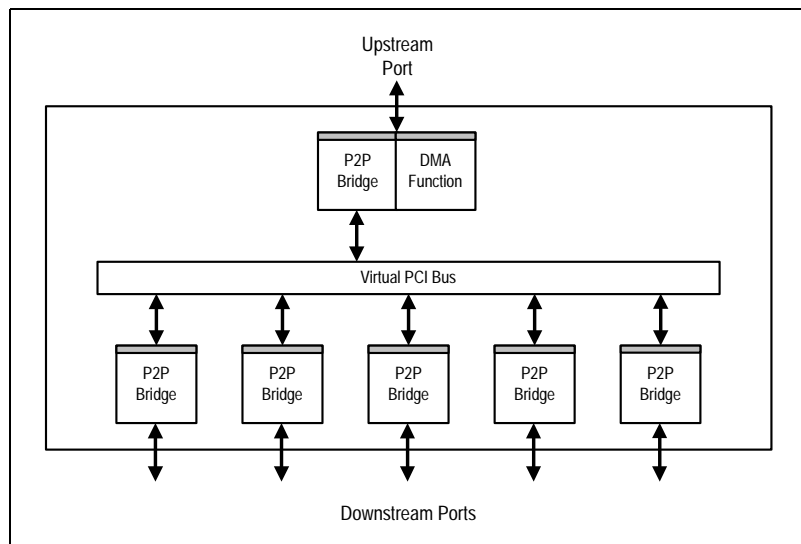 Upstream
Port
P2P
Bridge
DMA
Function
Virtual PCI Bus
P2P
Bridge
P2P
Bridge
P2P
Bridge
P2P
Bridge
P2P
Bridge
Downstream Ports